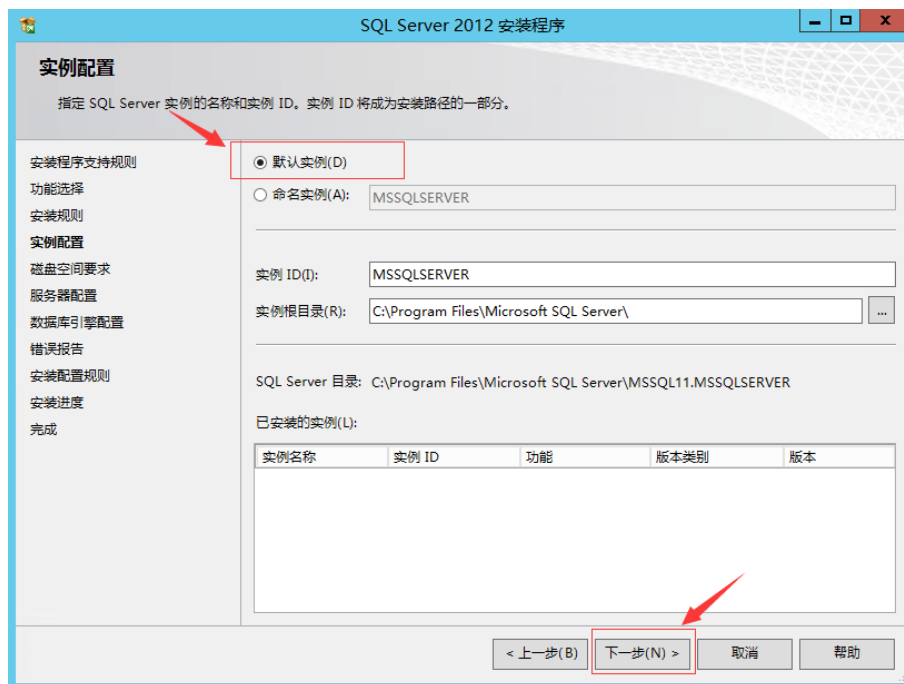 SQL Server 2012 安装程序
实例配置
指定 SQL Server 实例的名称和实例 ID。实例 ID 将成为安装路径的一部分。
安装程序支持规则
功能选择
安装规则
实例配置
磁盘空间要求
服务器配置
数据库引擎配置
错误报告
安装配置规则
安装进度
完成
默认实例(D)
命名实例(A): MSSQLSERVER
实例 ID(I): MSSQLSERVER
实例根目录(R): C:\Program Files\Microsoft SQL Server\ ...
SQL Server 目录: C:\Program Files\Microsoft SQL Server\MSSQL11.MSSQLSERVER
已安装的实例(L):
实例名称 实例 ID 功能 版本类别 版本
< 上一步(B) 下一步(N) > 取消 帮助